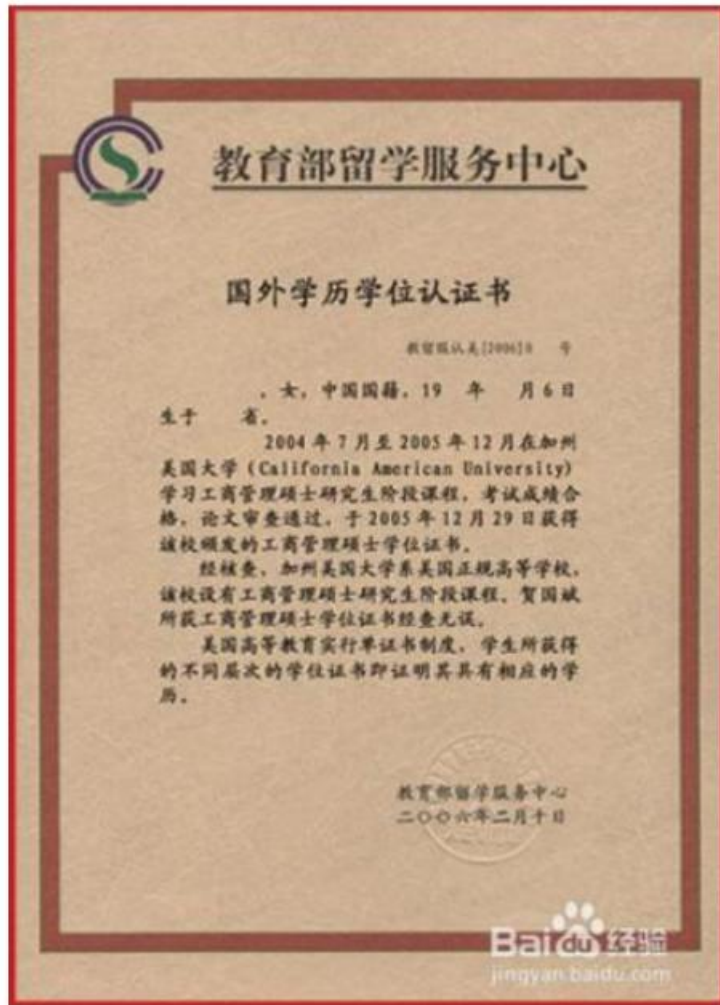 教育部留学服务中心
国外学历学位认证书
教留服认美[2006]0 号
,女,中国国籍,19 年 月6日
生于 省。
2004年7月至2005年12月在加州
美国大学(California American University)
学习工商管理硕士研究生阶段课程,考试成绩合
格,论文审查通过,于2005年12月29日获得
该校颁发的工商管理硕士学位证书。
经核查,加州美国大学系美国正规高等学校,
该校设有工商管理硕士研究生阶段课程。贺国斌
所获工商管理硕士学位证书经查无误。
美国高等教育实行单证书制度,学生所获得
的不同层次的学位证书即证明其具有相应的学
历。
教育部留学服务中心
二〇〇六年二月十日
Baidu经验
jingyan.baidu.com